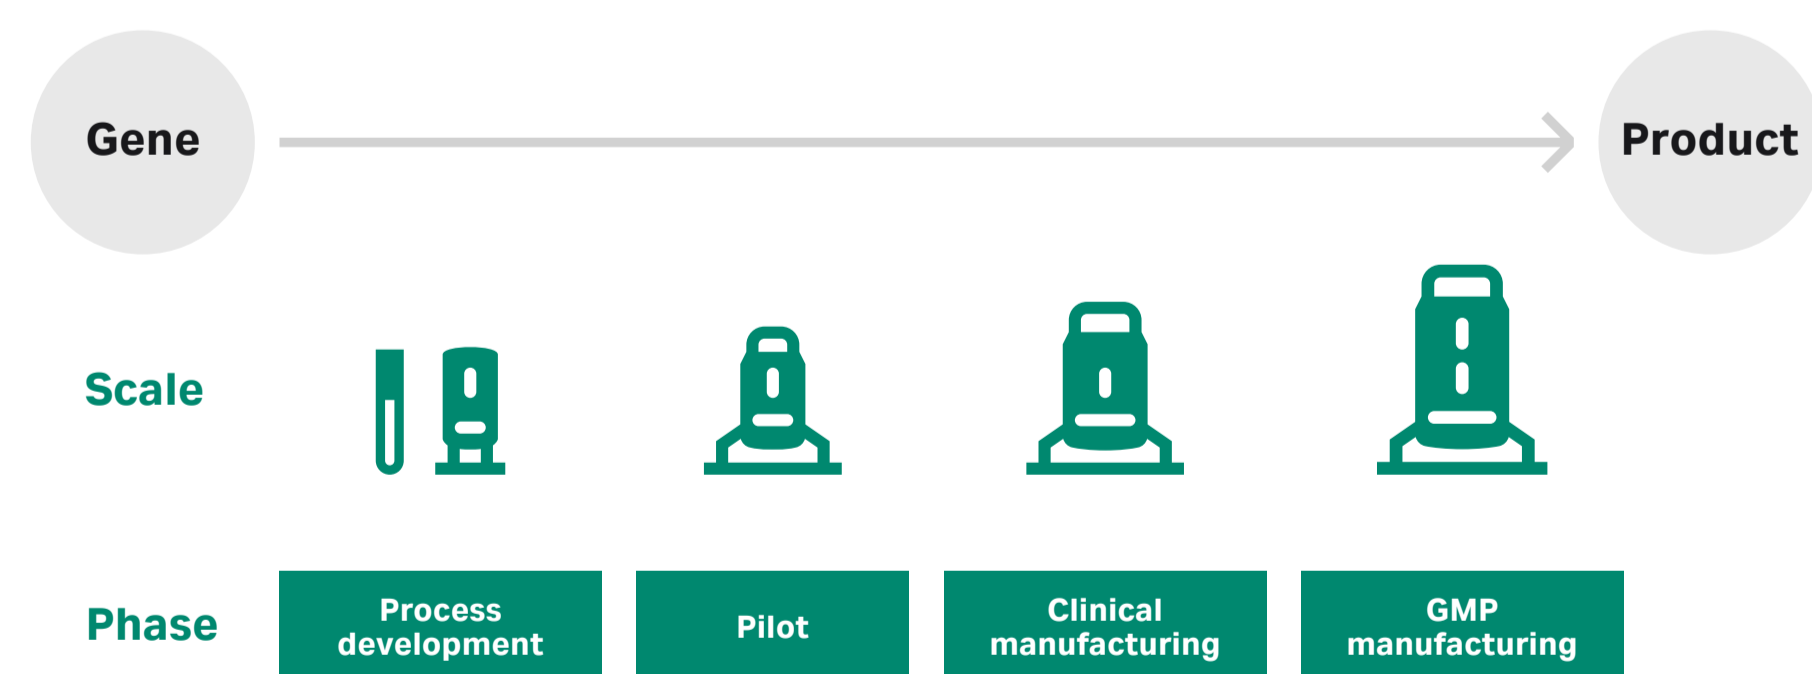 Gene
Product
Scale
Phase
Process
development
Pilot
Clinical
manufacturing
GMP
manufacturing